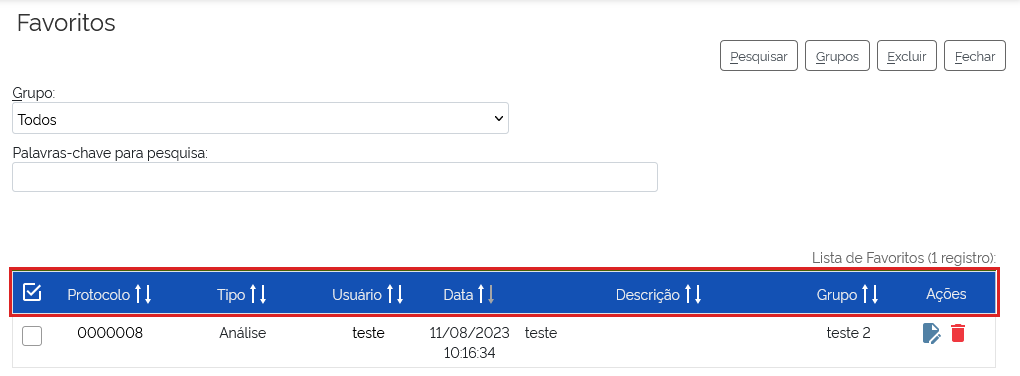 Favoritos
Pesquisar Grupos Excluir Fechar
Grupo:
Todos
Palavras-chave para pesquisa:
Lista de Favoritos (1 registro):
Protocolo Tipo Usuário Data Descrição Grupo Ações
0000008 Análise teste 11/08/2023 teste teste 2
10:16:34